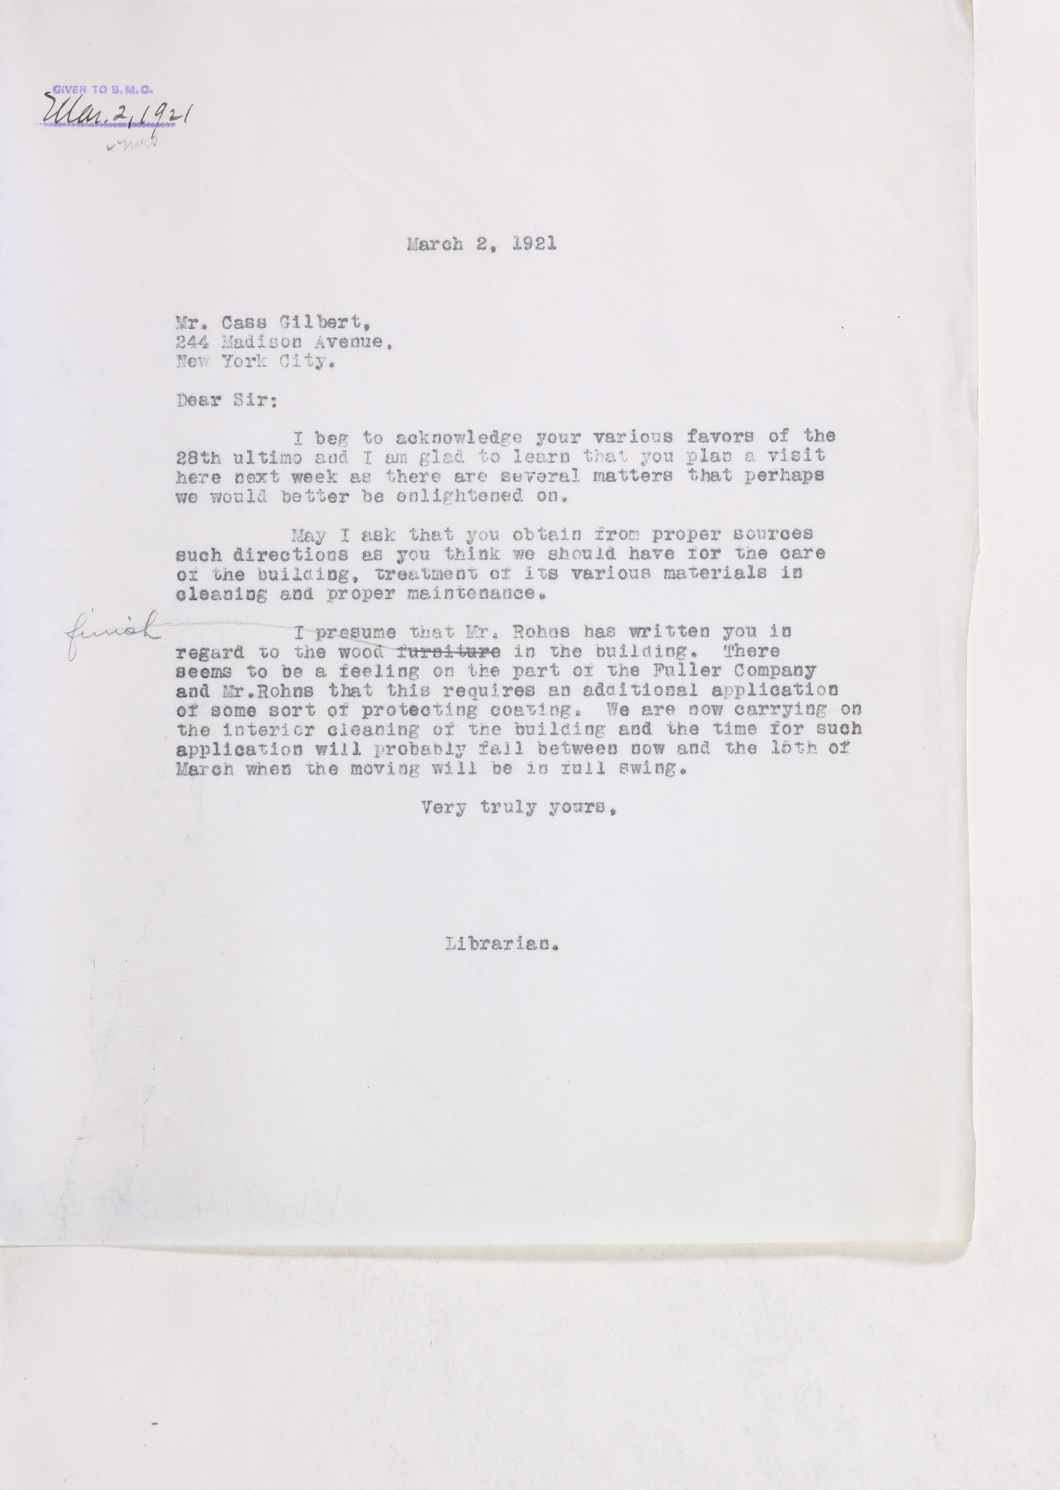 GIVEN TO B. M. C.
Mar. 2, 1921
March 2, 1921
Mr. Cass Gilbert,
244 Madison Avenue,
New York City.
Dear Sir:
I beg to acknowledge your various favors of the
28th ultimo and I am glad to learn that you plan a visit
here next week as there are several matters that perhaps
we would better be enlightened on.
May I ask that you obtain from proper sources
such directions as you think we should have for the care
of the building, treatment of its various materials in
cleaning and proper maintenance.
finish
I presume that Mr. Rohns has written you in
regard to the wood furniture in the building. There
seems to be a feeling on the part of the Fuller Company
and Mr.Rohns that this requires an additional application
of some sort of protecting coating. We are now carrying on
the interior cleaning of the building and the time for such
application will probably fall between now and the 15th of
March when the moving will be in full swing.
Very truly yours,
Librarian.